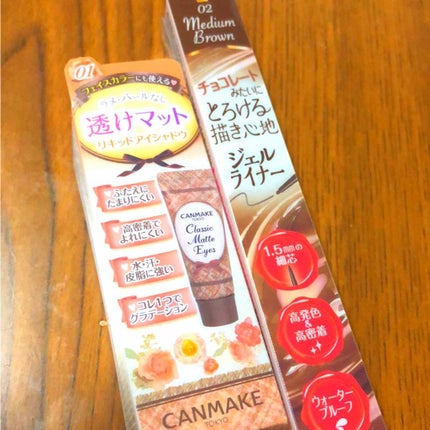 01
フェイスカラーにも使える♥
ラメ・パールなし
透けマット
リキッドアイシャドウ
ふたえに
たまりにくい
高密着で
よれにくい
水・汗・
皮脂に強い
コレ1つで
グラデーション
CANMAKE
TOKYO
Classic
Matte
Eyes
CANMAKE
TOKYO
02
Medium
Brown
チョコレート
みたいに
とろける
描き心地
ジェル
ライナー
1.5mmの
細芯
高発色
&
高密着
ウォーター
プルーフ